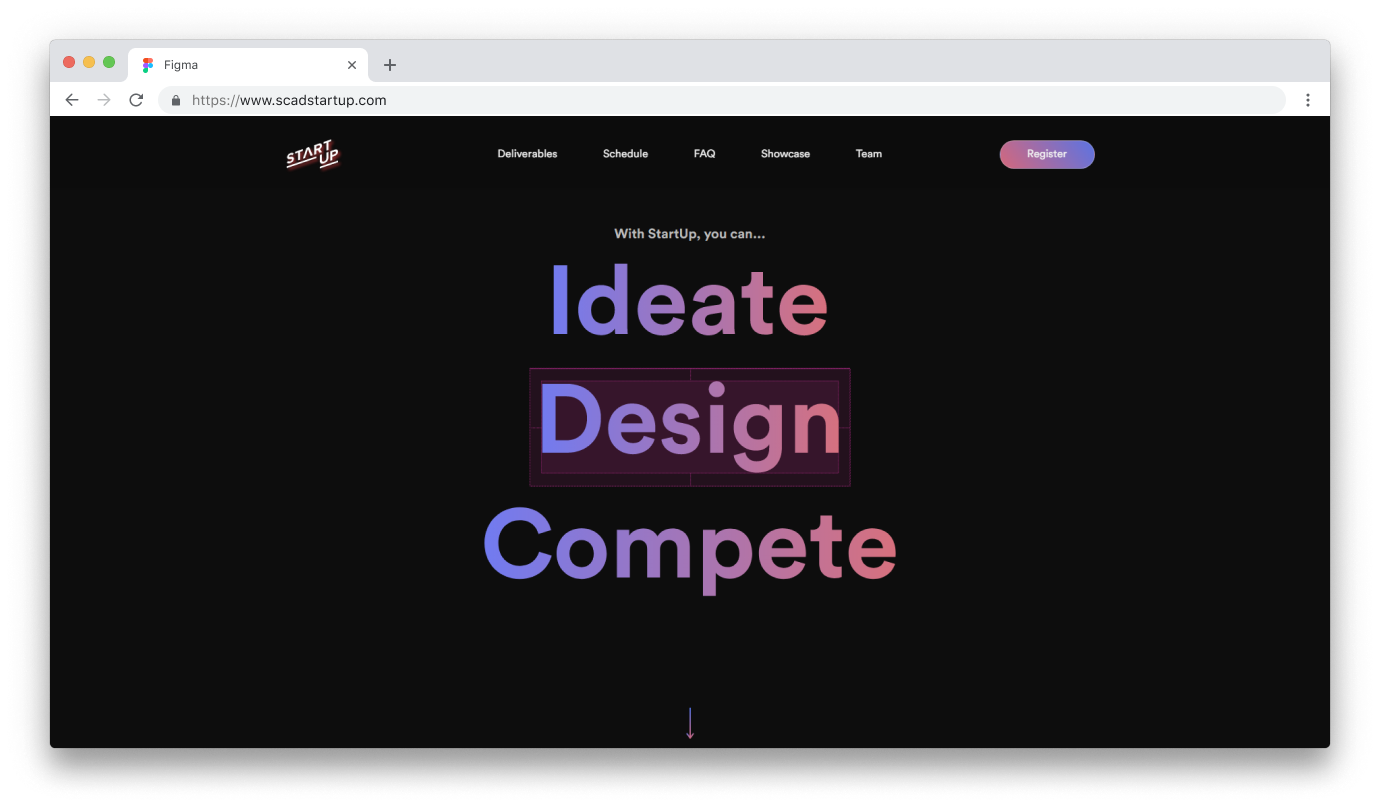 Figma
https://www.scadstartup.com
START UP
Deliverables
Schedule
FAQ
Showcase
Team
Register
With StartUp, you can...
Ideate
Design
Compete